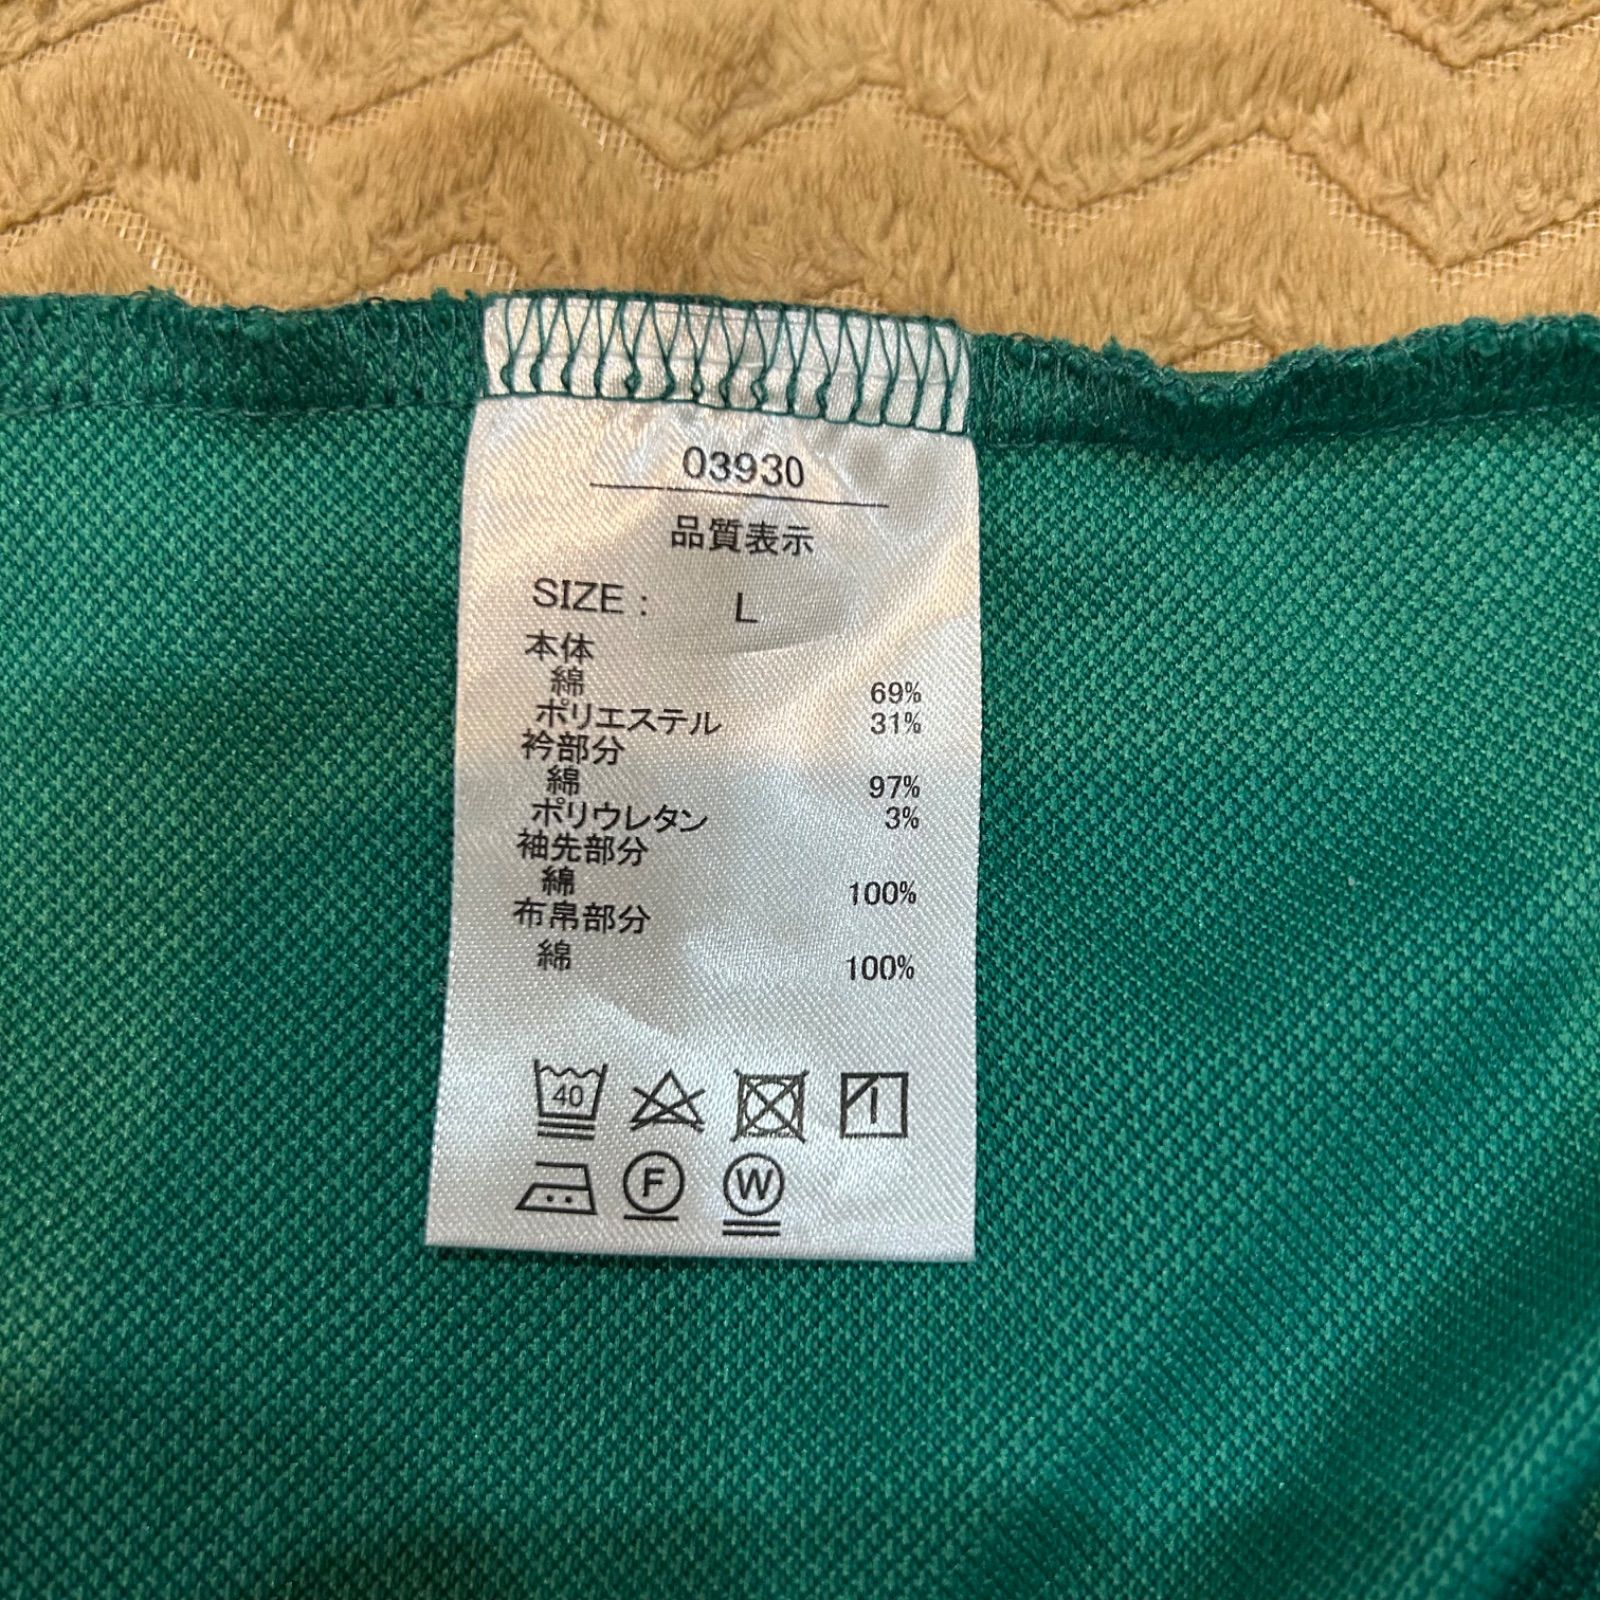 03930
品質表示
SIZE : L
本体
綿 69%
ポリエステル 31%
衿部分
綿 97%
ポリウレタン 3%
袖先部分
綿 100%
布帛部分
綿 100%
40
F W